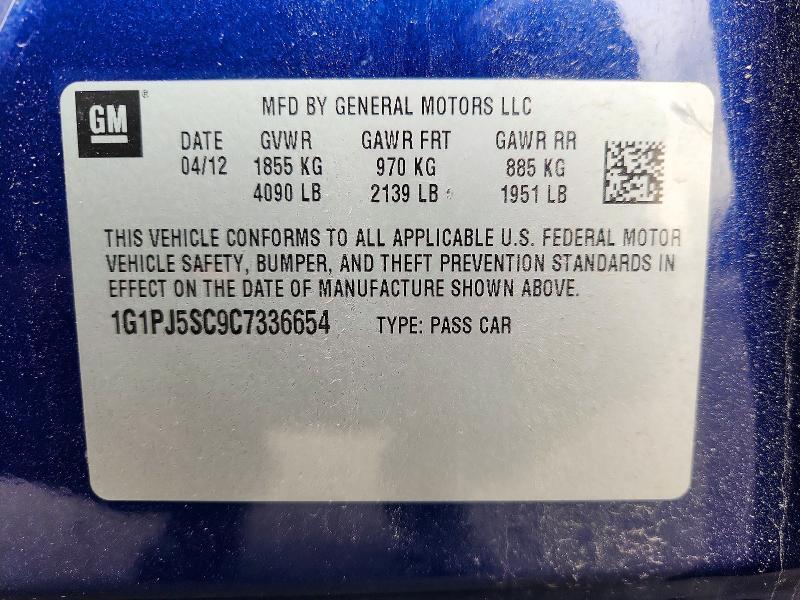 GM®
MFD BY GENERAL MOTORS LLC
DATE GVWR GAWR FRT GAWR RR
04/12 1855 KG 970 KG 885 KG
4090 LB 2139 LB 1951 LB
THIS VEHICLE CONFORMS TO ALL APPLICABLE U.S. FEDERAL MOTOR
VEHICLE SAFETY, BUMPER, AND THEFT PREVENTION STANDARDS IN
EFFECT ON THE DATE OF MANUFACTURE SHOWN ABOVE.
1G1PJ5SC9C7336654 TYPE: PASS CAR